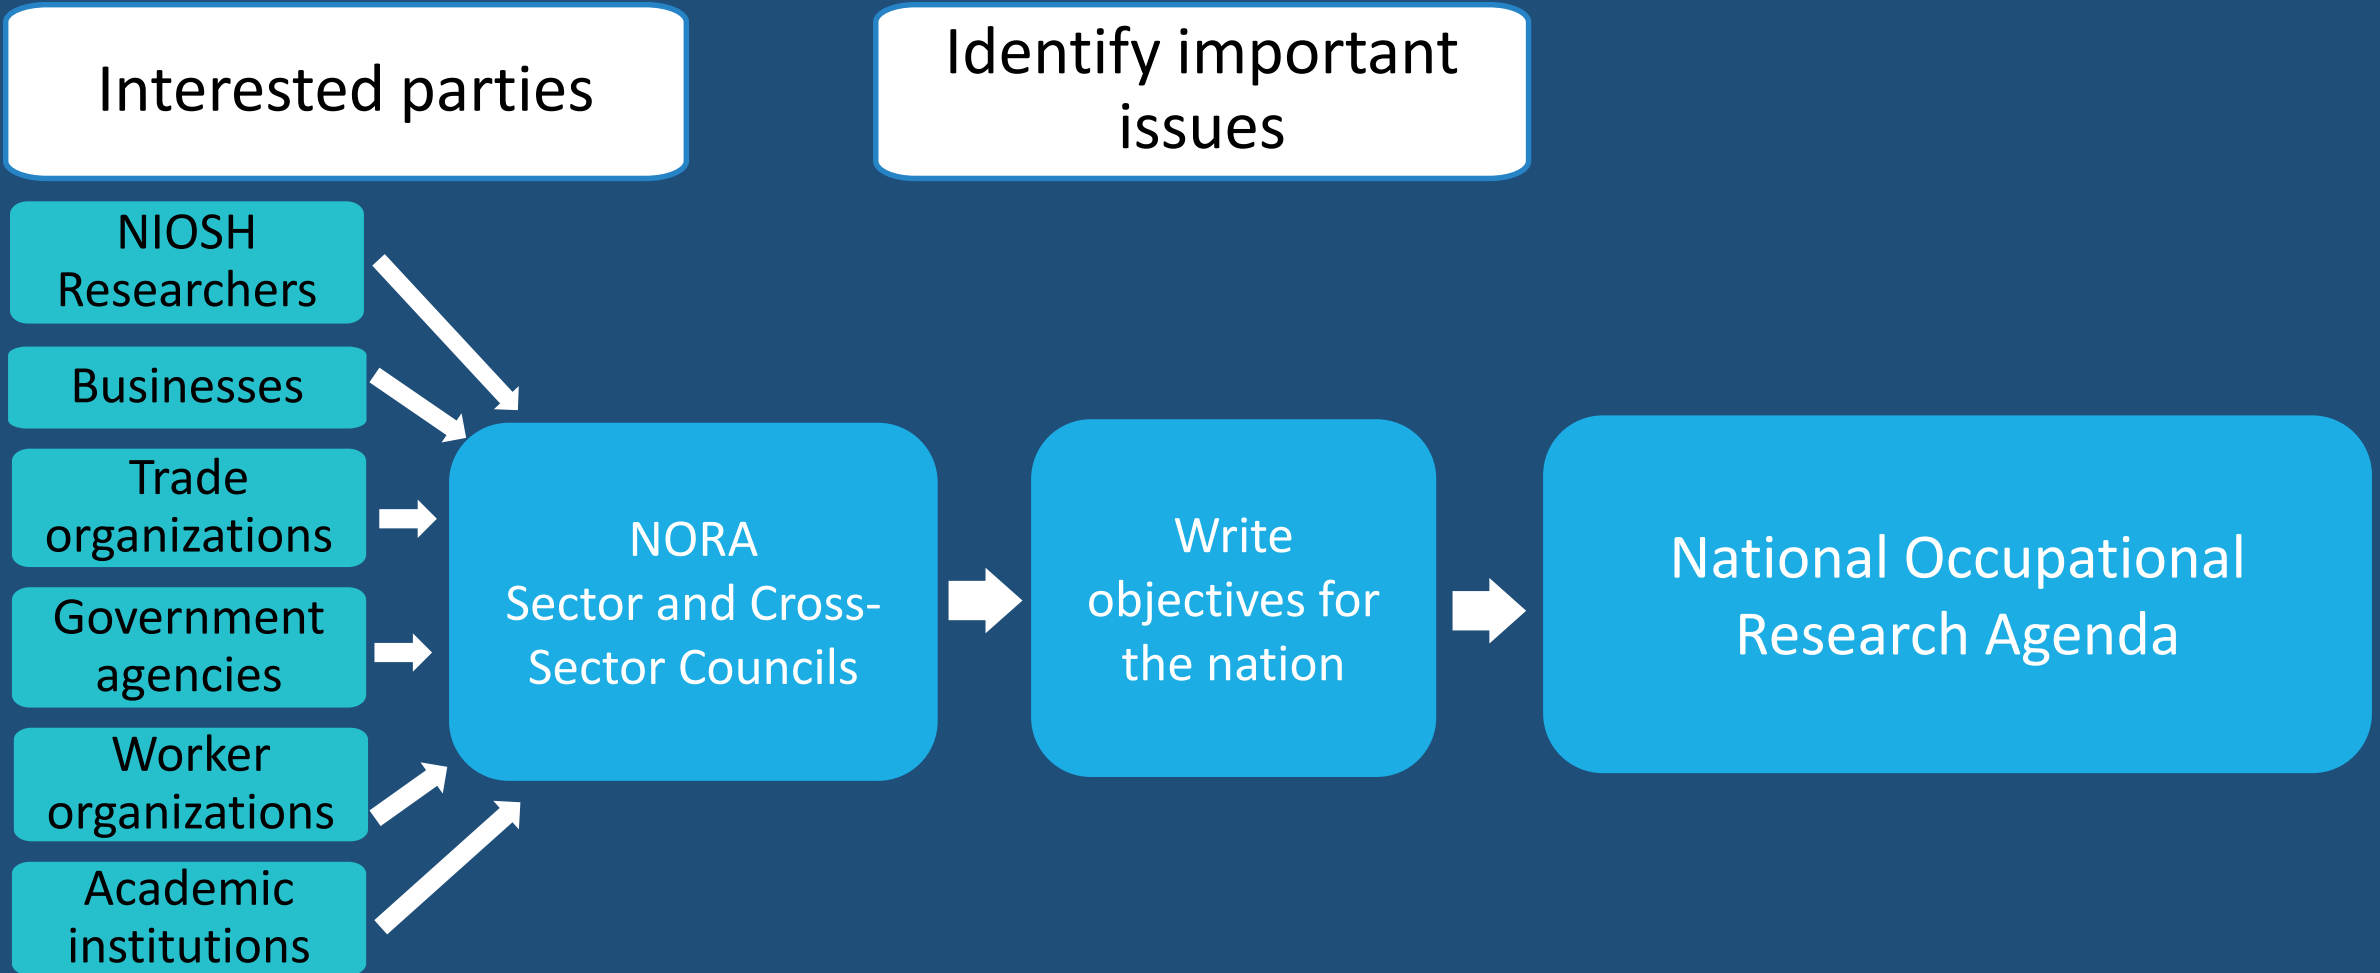 Interested parties
Identify important
issues
NIOSH
Researchers
Businesses
Trade
organizations
Government
agencies
Worker
organizations
Academic
institutions
NORA
Sector and Cross-
Sector Councils
Write
objectives for
the nation
National Occupational
Research Agenda